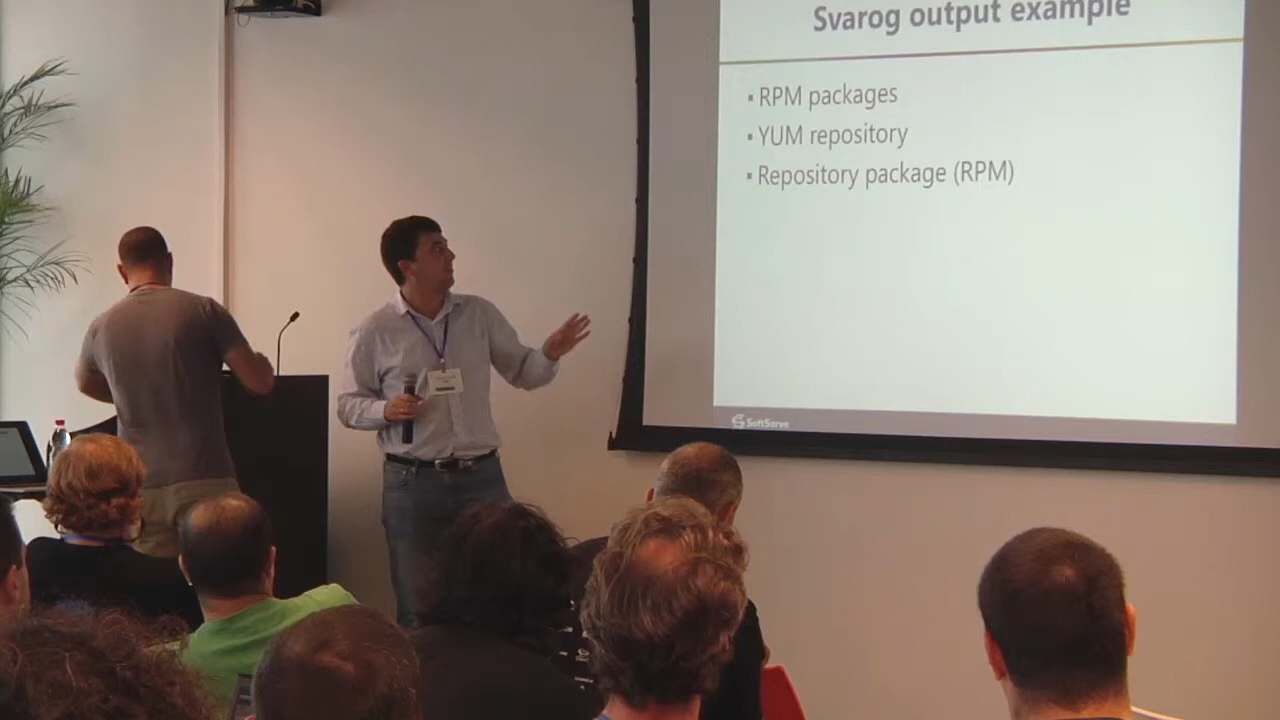 Svarog output example
▪ RPM packages
▪ YUM repository
▪ Repository package (RPM)
SoftServe